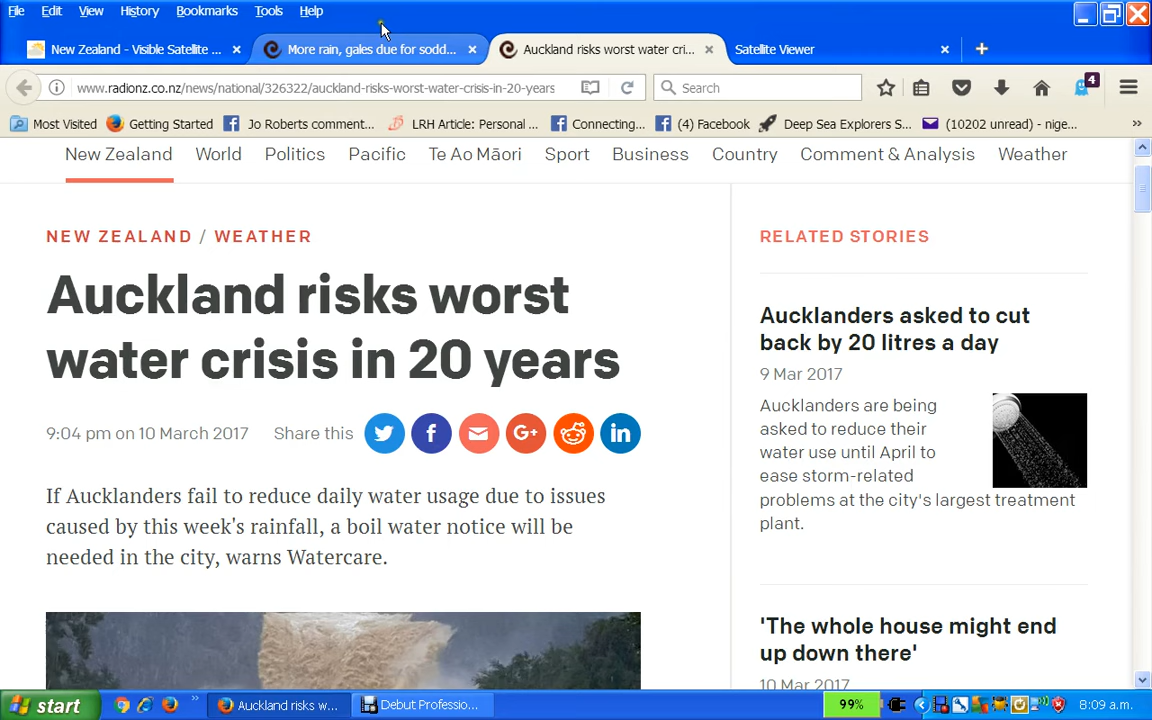 File Edit View History Bookmarks Tools Help
New Zealand - Visible Satellite ...
More rain, gales due for sodd...
Auckland risks worst water cri...
Satellite Viewer
www.radionz.co.nz/news/national/326322/auckland-risks-worst-water-crisis-in-20-years
Search
4
Most Visited Getting Started Jo Roberts comment... LRH Article: Personal ... Connecting... (4) Facebook Deep Sea Explorers S... (10202 unread) - nige...
New Zealand World Politics Pacific Te Ao Māori Sport Business Country Comment & Analysis Weather
NEW ZEALAND / WEATHER
Auckland risks worst
water crisis in 20 years
9:04 pm on 10 March 2017 Share this
f
G+
in
If Aucklanders fail to reduce daily water usage due to issues
caused by this week's rainfall, a boil water notice will be
needed in the city, warns Watercare.
RELATED STORIES
Aucklanders asked to cut
back by 20 litres a day
9 Mar 2017
Aucklanders are being
asked to reduce their
water use until April to
ease storm-related
problems at the city's largest treatment
plant.
'The whole house might end
up down there'
10 Mar 2017
start
Auckland risks w...
Debut Professio...
99%
8:09 a.m.